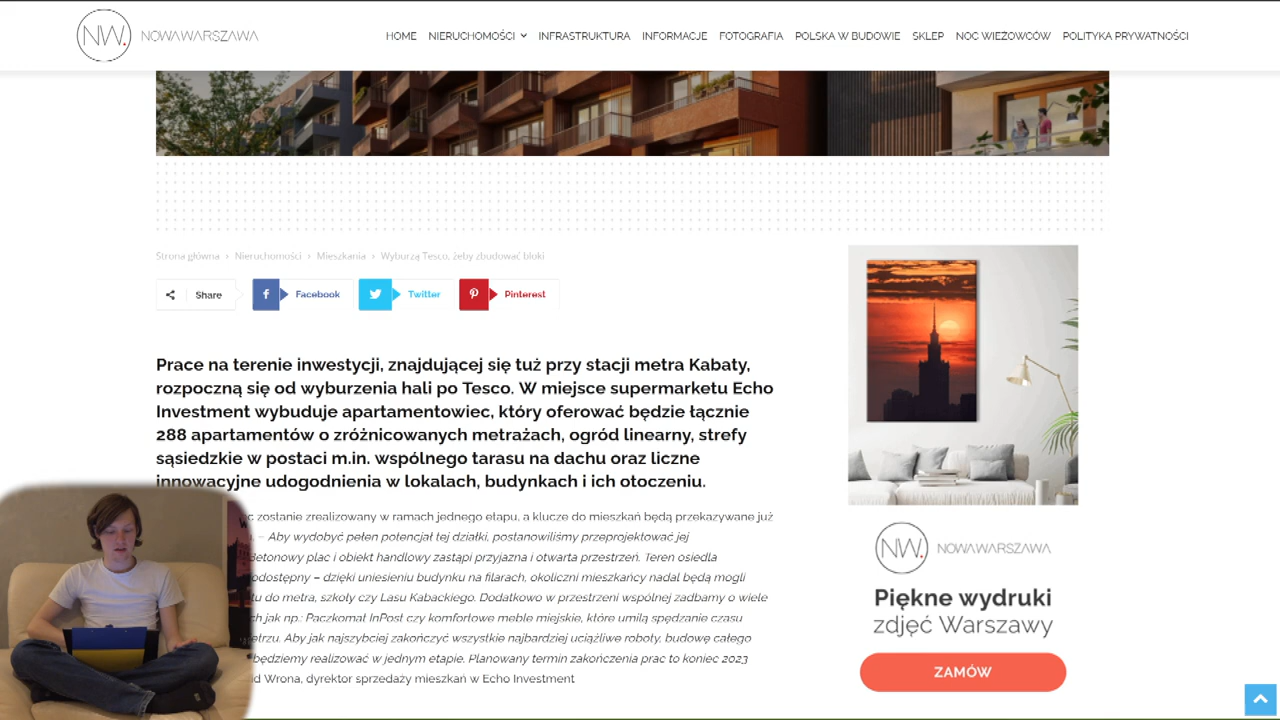 NW. NOWAWARSZAWA
HOME NIERUCHOMOŚCI INFRASTRUKTURA INFORMACJE FOTOGRAFIA POLSKA W BUDOWIE SKLEP NOC WIEŻOWCÓW POLITYKA PRYWATNOŚCI
Strona główna › Nieruchomości › Mieszkania › Wyburzą Tesco, żeby zbudować bloki
Share Facebook Twitter Pinterest
Prace na terenie inwestycji, znajdującej się tuż przy stacji metra Kabaty,
rozpoczną się od wyburzenia hali po Tesco. W miejsce supermarketu Echo
Investment wybuduje apartamentowiec, który oferować będzie łącznie
288 apartamentów o zróżnicowanych metrażach, ogród linearny, strefy
sąsiedzkie w postaci m.in. wspólnego tarasu na dachu oraz liczne
innowacyjne udogodnienia w lokalach, budynkach i ich otoczeniu.
zostanie zrealizowany w ramach jednego etapu, a klucze do mieszkań będą przekazywane już
– Aby wydobyć pełen potencjał tej działki, postanowiliśmy przeprojektować jej
plac i obiekt handlowy zastąpi przyjazna i otwarta przestrzeń. Teren osiedla
– dzięki uniesieniu budynku na filarach, okoliczni mieszkańcy nadal będą mogli
do metra, szkoły czy Lasu Kabackiego. Dodatkowo w przestrzeni wspólnej zadbamy o wiele
jak np.: Paczkomat InPost czy komfortowe meble miejskie, które umilą spędzanie czasu
Aby jak najszybciej zakończyć wszystkie najbardziej uciążliwe roboty, budowę całego
będziemy realizować w jednym etapie. Planowany termin zakończenia prac to koniec 2023
Wrona, dyrektor sprzedaży mieszkań w Echo Investment
NW. NOWAWARSZAWA
Piękne wydruki
zdjęć Warszawy
ZAMÓW